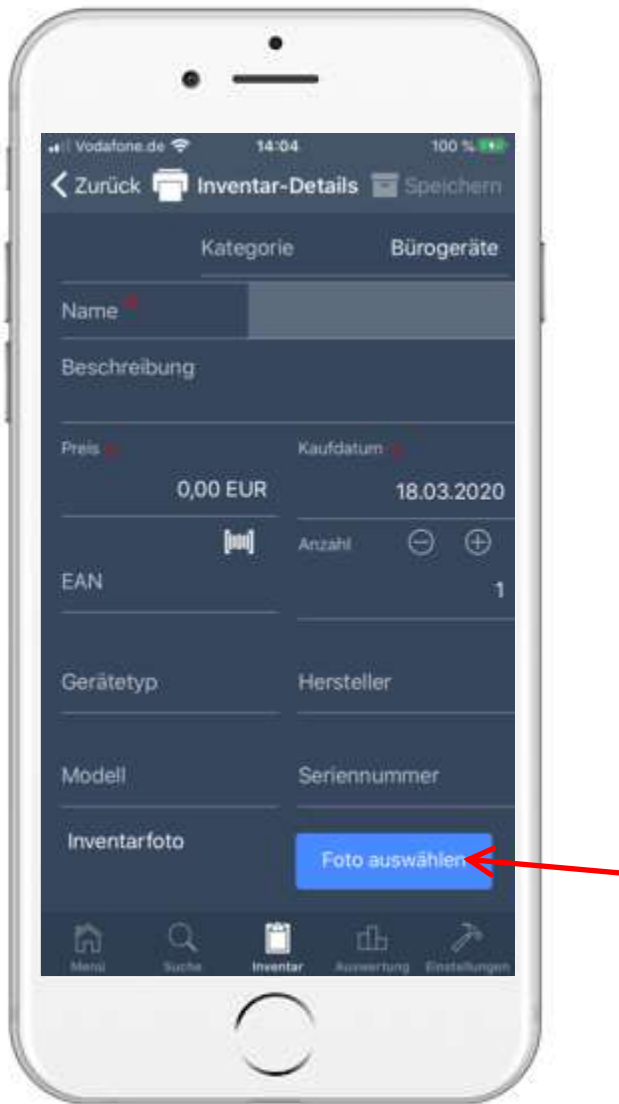 Vodafone.de 14:04 100 %
Zurück Inventar-Details Speichern
Kategorie Bürogeräte
Name *
Beschreibung
Preis * Kaufdatum *
0,00 EUR 18.03.2020
Anzahl
EAN 1
Gerätetyp Hersteller
Modell Seriennummer
Inventarfoto Foto auswählen
Menü Suche Inventar Auswertung Einstellungen